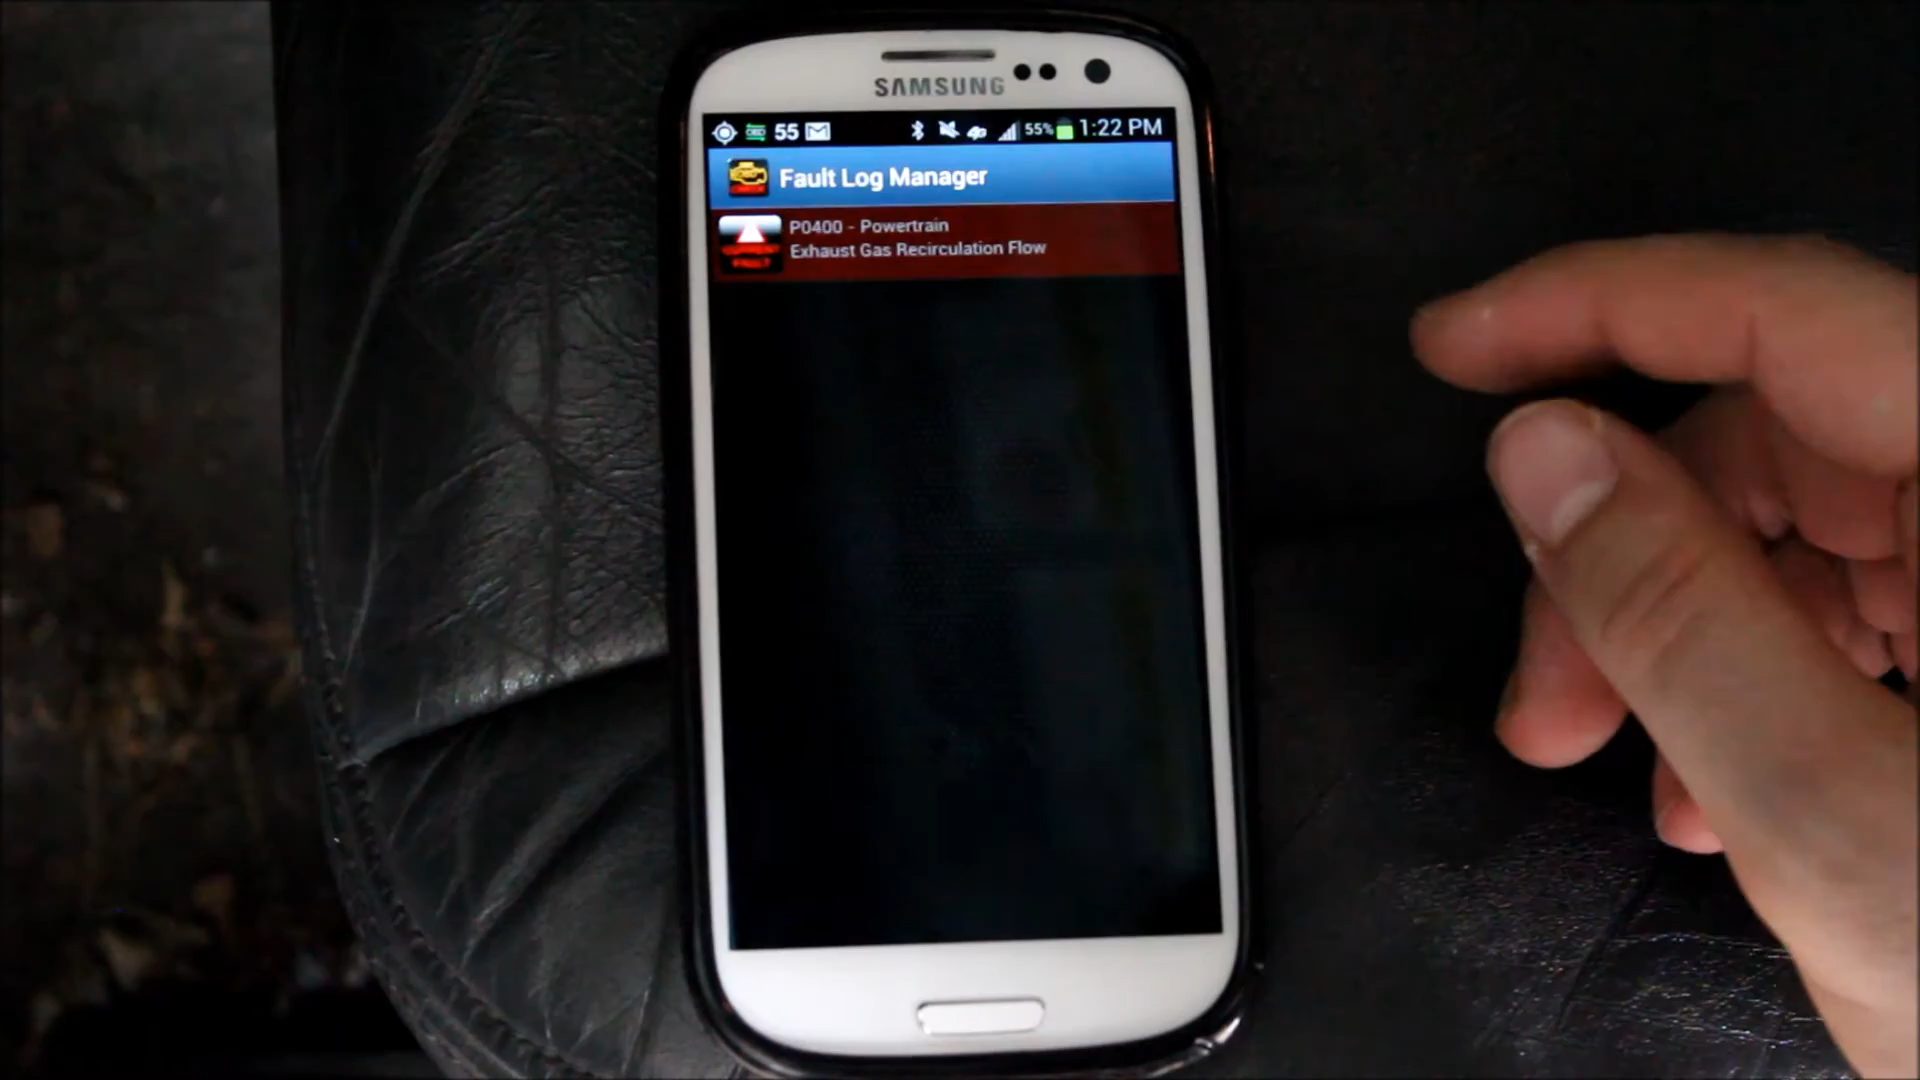 SAMSUNG
55 55% 1:22 PM
Fault Log Manager
P0400 - Powertrain
Exhaust Gas Recirculation Flow